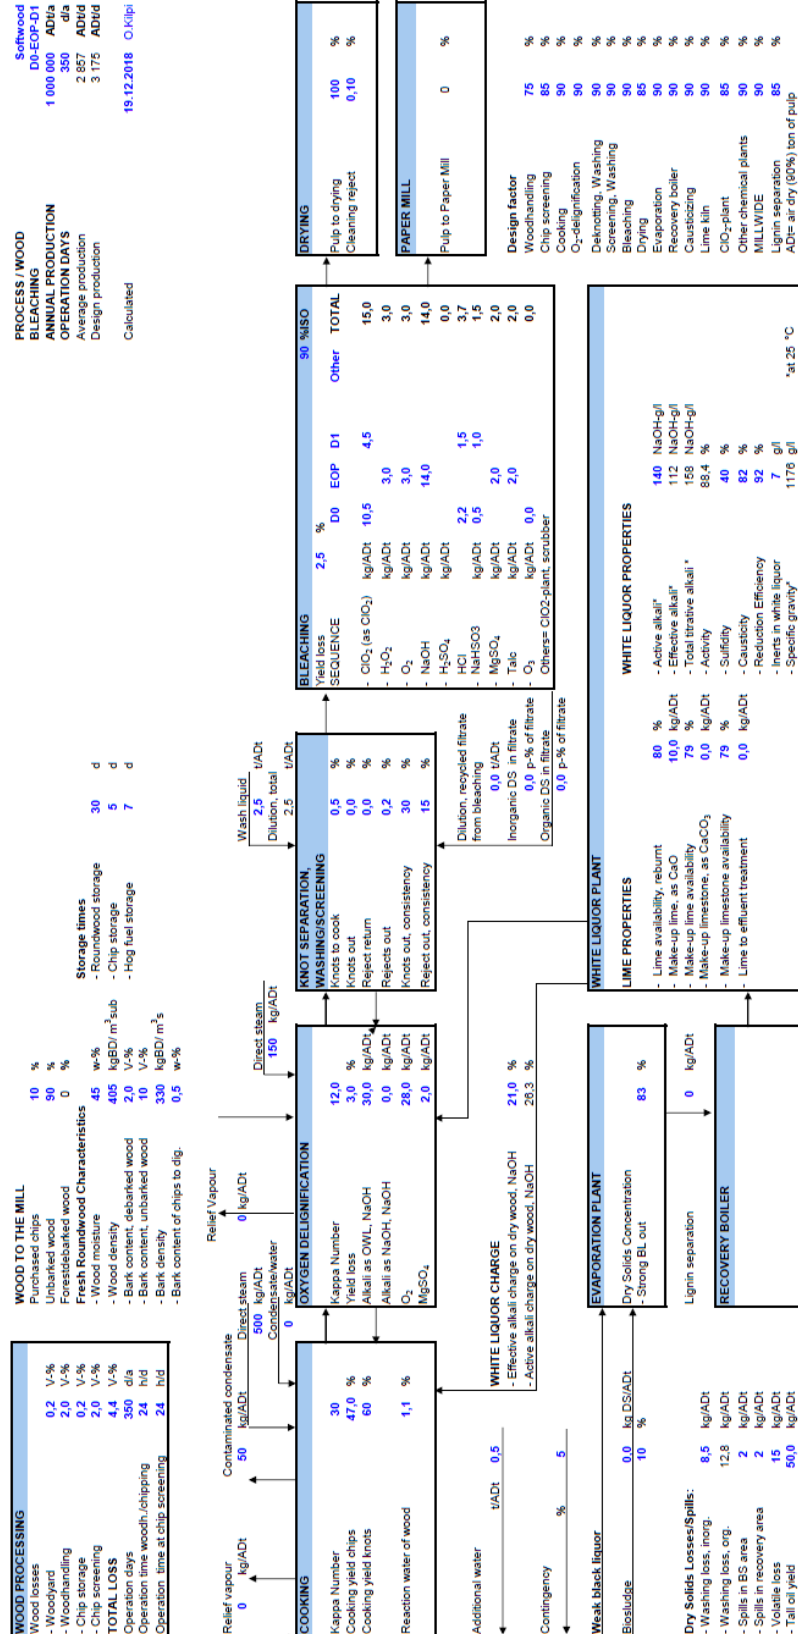 PROCESS / WOOD Softwood
BLEACHING D0-EOP-D1
ANNUAL PRODUCTION 1 000 000 ADt/a
OPERATION DAYS 350 d/a
Average production 2 857 ADt/d
Design production 3 175 ADt/d
Calculated 19.12.2018 O.Kilpi
WOOD PROCESSING
Wood losses
- Woodyard 0,2 V-%
- Woodhandling 2,0 V-%
- Chip storage 0,2 V-%
- Chip screening 2,0 V-%
TOTAL LOSS 4,4 V-%
Operation days 350 d/a
Operation time woodh./chipping 24 h/d
Operation time at chip screening 24 h/d
WOOD TO THE MILL
Purchased chips 10 %
Unbarked wood 90 %
Forestdebarked wood 0 %
Fresh Roundwood Characteristics
- Wood moisture 45 w-%
- Wood density 405 kgBD/ m³sub
- Bark content, debarked wood 2,0 V-%
- Bark content, unbarked wood 10 V-%
- Bark density 330 kgBD/ m³s
- Bark content of chips to dig. 0,5 w-%
Storage times
- Roundwood storage 30 d
- Chip storage 5 d
- Hog fuel storage 7 d
Relief vapour
0 kg/ADt
Contaminated condensate
50 kg/ADt
Direct steam
500 kg/ADt
Condensate/water
0 kg/ADt
Relief Vapour
0 kg/ADt
Direct steam
150 kg/ADt
Wash liquid
2,5 t/ADt
Dilution, total
2,5 t/ADt
COOKING
Kappa Number 30
Cooking yield chips 47,0 %
Cooking yield knots 60 %
Reaction water of wood 1,1 %
OXYGEN DELIGNIFICATION
Kappa Number 12,0
Yield loss 3,0 %
Alkali as OWL, NaOH 30,0 kg/ADt
Alkali as NaOH, NaOH 0,0 kg/ADt
O₂ 28,0 kg/ADt
MgSO₄ 2,0 kg/ADt
KNOT SEPARATION,
WASHING/SCREENING
Knots to cook 0,5 %
Knots out 0,0 %
Reject return 0,0 %
Rejects out 0,2 %
Knots out, consistency 30 %
Reject out, consistency 15 %
BLEACHING 90 %ISO
Yield loss 2,5 %
SEQUENCE D0 EOP D1 Other TOTAL
- ClO₂ (as ClO₂) kg/ADt 10,5 4,5 15,0
- H₂O₂ kg/ADt 3,0 3,0
- O₂ kg/ADt 3,0 3,0
- NaOH kg/ADt 14,0 14,0
- H₂SO₄ kg/ADt 0,0
- HCl kg/ADt 2,2 1,5 3,7
- NaHSO3 kg/ADt 0,5 1,0 1,5
- MgSO₄ kg/ADt 2,0 2,0
- Talc kg/ADt 2,0 2,0
- O₃ kg/ADt 0,0 0,0
Others= ClO2-plant, scrubber
DRYING
Pulp to drying 100 %
Cleaning reject 0,10 %
PAPER MILL
Pulp to Paper Mill 0 %
Dilution, recycled filtrate
from bleaching
0,0 t/ADt
Inorganic DS in filtrate
0,0 p-% of filtrate
Organic DS in filtrate
0,0 p-% of filtrate
Additional water t/ADt 0,5
Contingency % 5
WHITE LIQUOR CHARGE
- Effective alkali charge on dry wood, NaOH 21,0 %
- Active alkali charge on dry wood, NaOH 26,3 %
Design factor
Woodhandling 75 %
Chip screening 85 %
Cooking 90 %
O₂-delignification 90 %
Deknotting, Washing 90 %
Screening, Washing 90 %
Bleaching 90 %
Drying 85 %
Evaporation 90 %
Recovery boiler 90 %
Causticizing 90 %
Lime kiln 90 %
ClO₂-plant 85 %
Other chemical plants 90 %
MILLWIDE 90 %
Lignin separation 85 %
ADt= air dry (90%) ton of pulp
Weak black liquor
Biosludge 0,0 kg DS/ADt
10 %
Dry Solids Losses/Spills:
- Washing loss, inorg. 8,5 kg/ADt
- Washing loss, org. 12,8 kg/ADt
- Spills in BS area 2 kg/ADt
- Spills in recovery area 2 kg/ADt
- Volatile loss 15 kg/ADt
- Tall oil yield 50,0 kg/ADt
EVAPORATION PLANT
Dry Solids Concentration
- Strong BL out 83 %
Lignin separation 0 kg/ADt
RECOVERY BOILER
WHITE LIQUOR PLANT
LIME PROPERTIES
- Lime availability, reburnt 80 %
- Make-up lime, as CaO 10,0 kg/ADt
- Make-up lime availability 79 %
- Make-up limestone, as CaCO₃ 0,0 kg/ADt
- Make-up limestone availability 79 %
- Lime to effluent treatment 0,0 kg/ADt
WHITE LIQUOR PROPERTIES
- Active alkali* 140 NaOH-g/l
- Effective alkali* 112 NaOH-g/l
- Total titrative alkali * 158 NaOH-g/l
- Activity 88,4 %
- Sulfidity 40 %
- Causticity 82 %
- Reduction Efficiency 92 %
- Inerts in white liquor 7 g/l
- Specific gravity* 1176 g/l
*at 25 °C